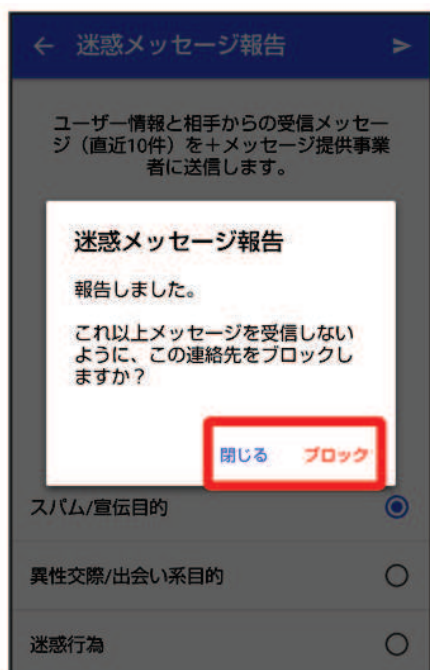 迷惑メッセージ報告
ユーザー情報と相手からの受信メッセー
ジ（直近10件）を＋メッセージ提供事業
者に送信します。
迷惑メッセージ報告
報告しました。
これ以上メッセージを受信しない
ように、この連絡先をブロックし
ますか？
閉じる ブロック
スパム/宣伝目的
異性交際/出会い系目的
迷惑行為